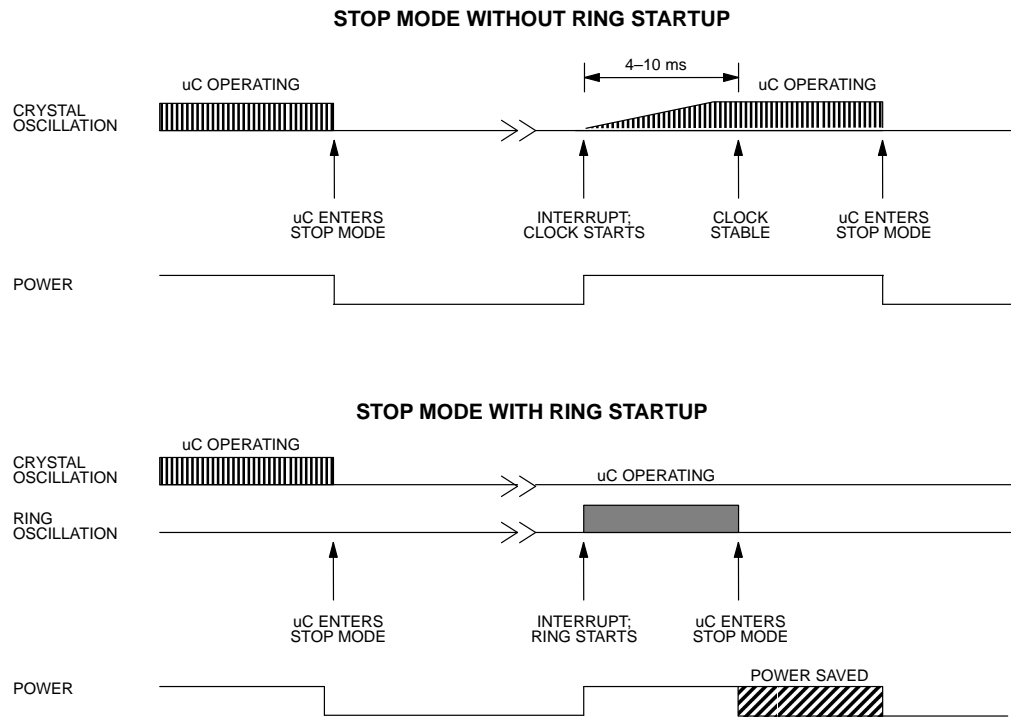 STOP MODE WITHOUT RING STARTUP
4–10 ms
uC OPERATING
uC OPERATING
CRYSTAL
OSCILLATION
uC ENTERS
STOP MODE
INTERRUPT;
CLOCK STARTS
CLOCK
STABLE
uC ENTERS
STOP MODE
POWER
STOP MODE WITH RING STARTUP
uC OPERATING
CRYSTAL
OSCILLATION
uC OPERATING
RING
OSCILLATION
uC ENTERS
STOP MODE
INTERRUPT;
RING STARTS
uC ENTERS
STOP MODE
POWER SAVED
POWER